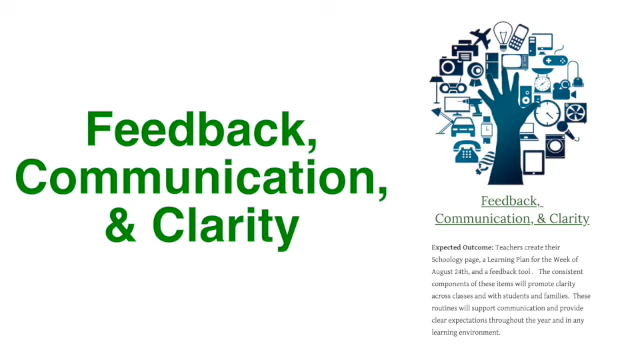 Feedback,
Communication,
& Clarity
Feedback,
Communication, & Clarity
Expected Outcome: Teachers create their
Schoology page, a Learning Plan for the Week of
August 24th, and a feedback tool .  The consistent
components of these items will promote clarity
across classes and with students and families.  These
routines will support communication and provide
clear expectations throughout the year and in any
learning environment.